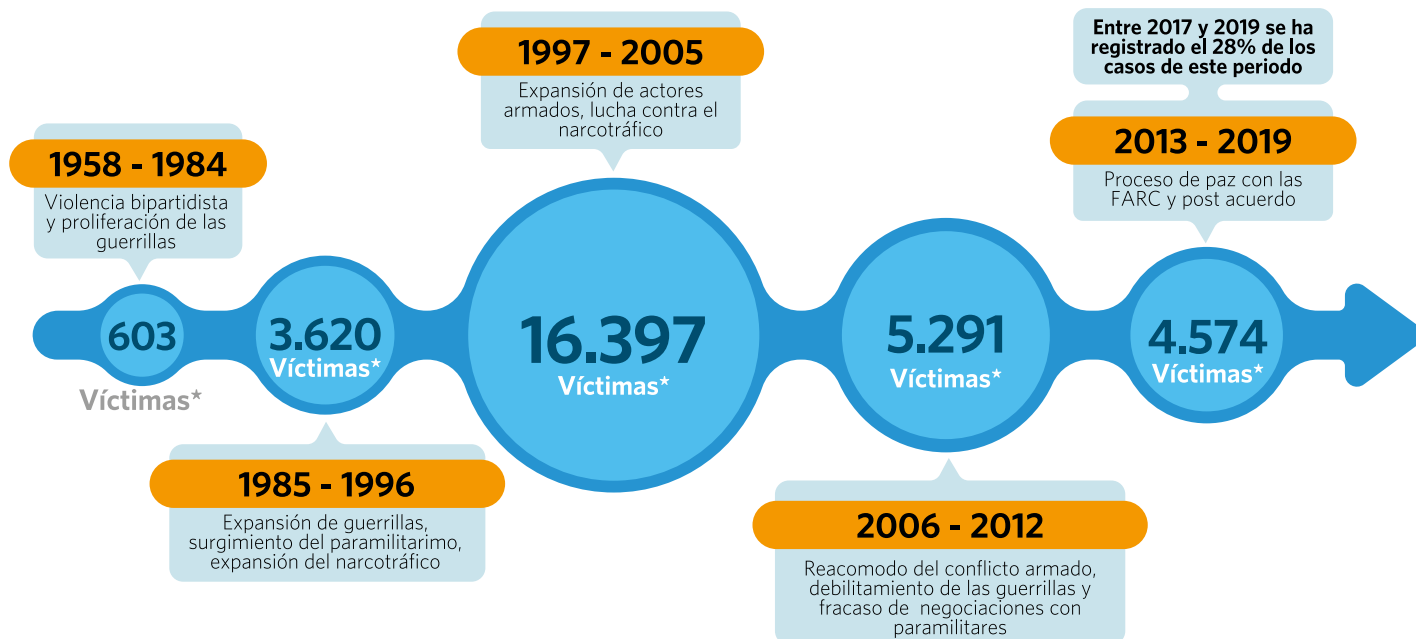 1958 - 1984
Violencia bipartidista
y proliferación de las
guerrillas
603
Víctimas*
3.620
Víctimas*
1985 - 1996
Expansión de guerrillas,
surgimiento del paramilitarimo,
expansión del narcotráfico
1997 - 2005
Expansión de actores
armados, lucha contra el
narcotráfico
16.397
Víctimas*
5.291
Víctimas*
2006 - 2012
Reacomodo del conflicto armado,
debilitamiento de las guerrillas y
fracaso de negociaciones con
paramilitares
Entre 2017 y 2019 se ha
registrado el 28% de los
casos de este periodo
2013 - 2019
Proceso de paz con las
FARC y post acuerdo
4.574
Víctimas*